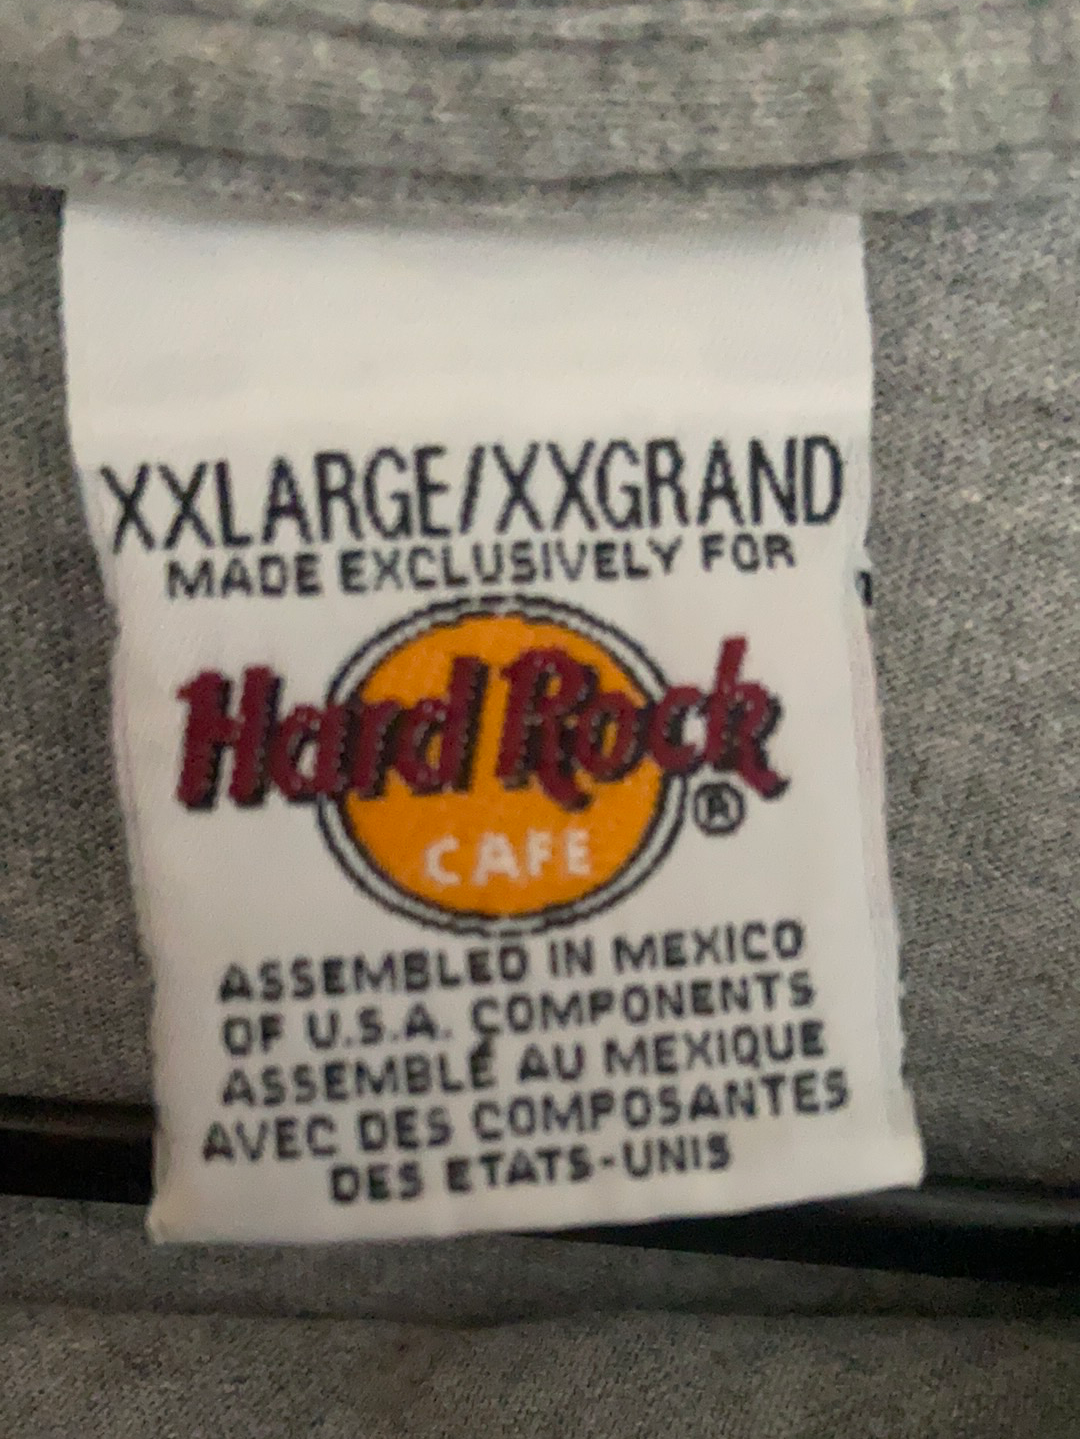 XXLARGE/XXGRAND
MADE EXCLUSIVELY FOR
Hard Rock
®
CAFE
ASSEMBLED IN MEXICO
OF U.S.A. COMPONENTS
ASSEMBLÉ AU MEXIQUE
AVEC DES COMPOSANTES
DES ETATS-UNIS